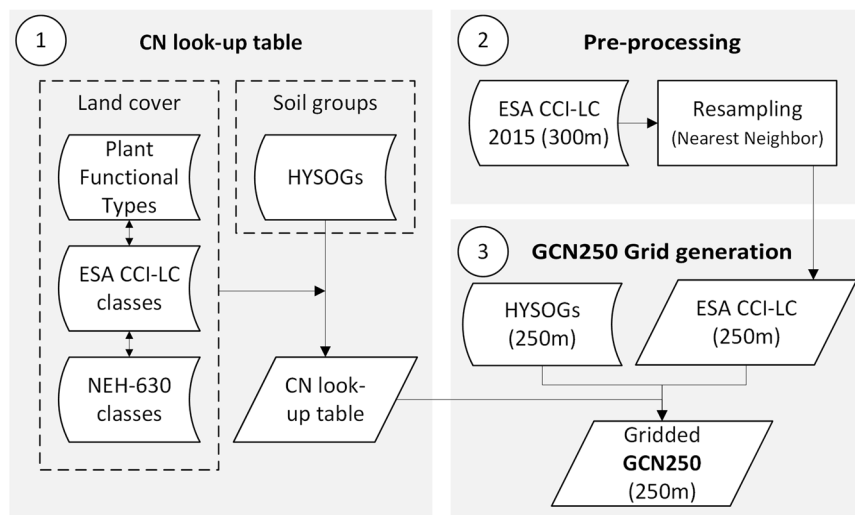 1
CN look-up table
Land cover
Plant
Functional
Types
ESA CCI-LC
classes
NEH-630
classes
Soil groups
HYSOGs
CN look-
up table
2
Pre-processing
ESA CCI-LC
2015 (300m)
Resampling
(Nearest Neighbor)
3
GCN250 Grid generation
HYSOGs
(250m)
ESA CCI-LC
(250m)
Gridded
GCN250
(250m)